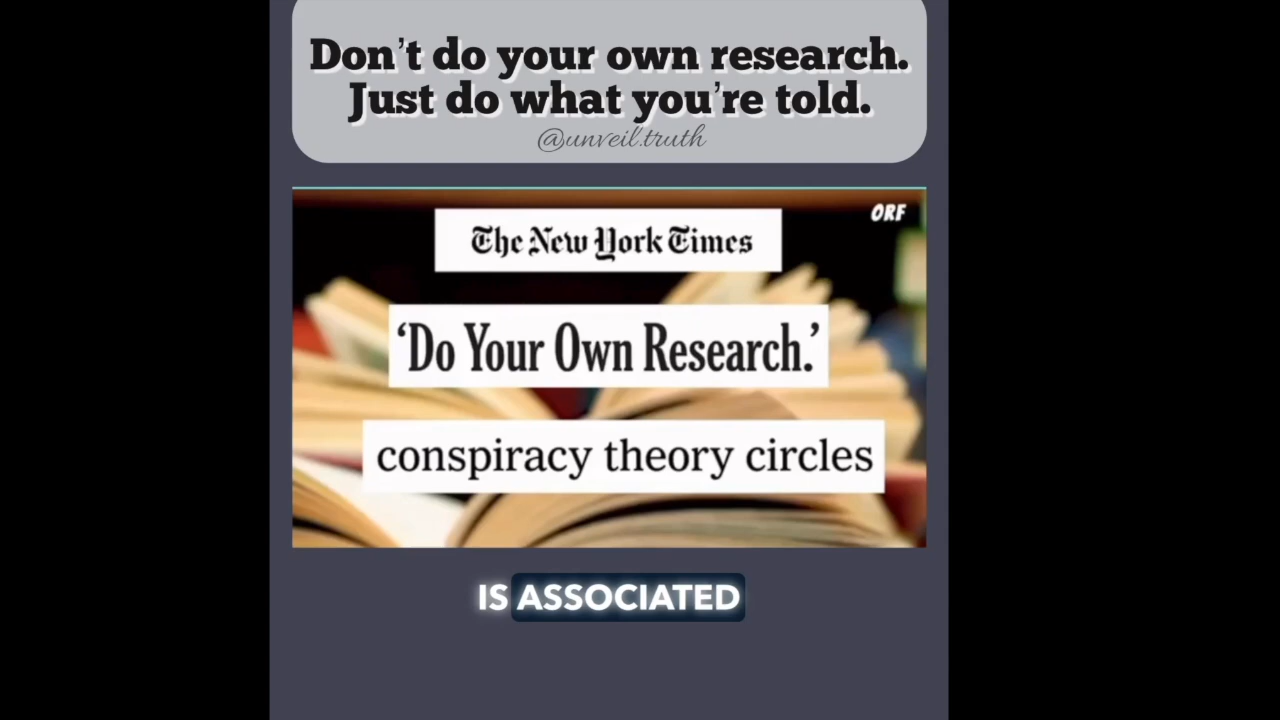 Don't do your own research.
Just do what you're told.
@unveil.truth
ORF
The New York Times
'Do Your Own Research.'
conspiracy theory circles
IS ASSOCIATED